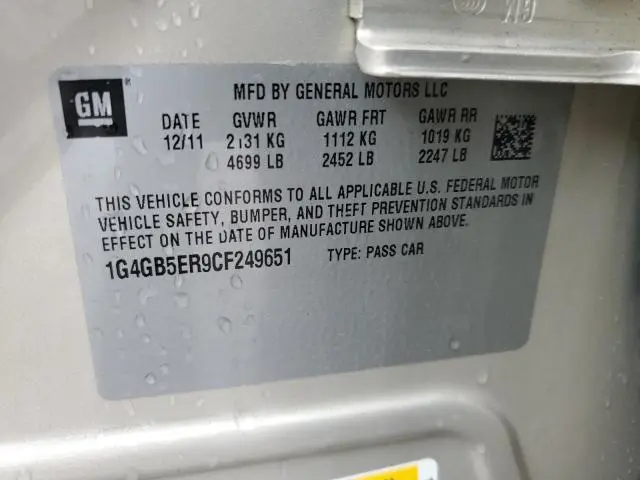 GM
MFD BY GENERAL MOTORS LLC
DATE GVWR GAWR FRT GAWR RR
12/11 2131 KG 1112 KG 1019 KG
4699 LB 2452 LB 2247 LB
THIS VEHICLE CONFORMS TO ALL APPLICABLE U.S. FEDERAL MOTOR
VEHICLE SAFETY, BUMPER, AND THEFT PREVENTION STANDARDS IN
EFFECT ON THE DATE OF MANUFACTURE SHOWN ABOVE.
1G4GB5ER9CF249651 TYPE: PASS CAR